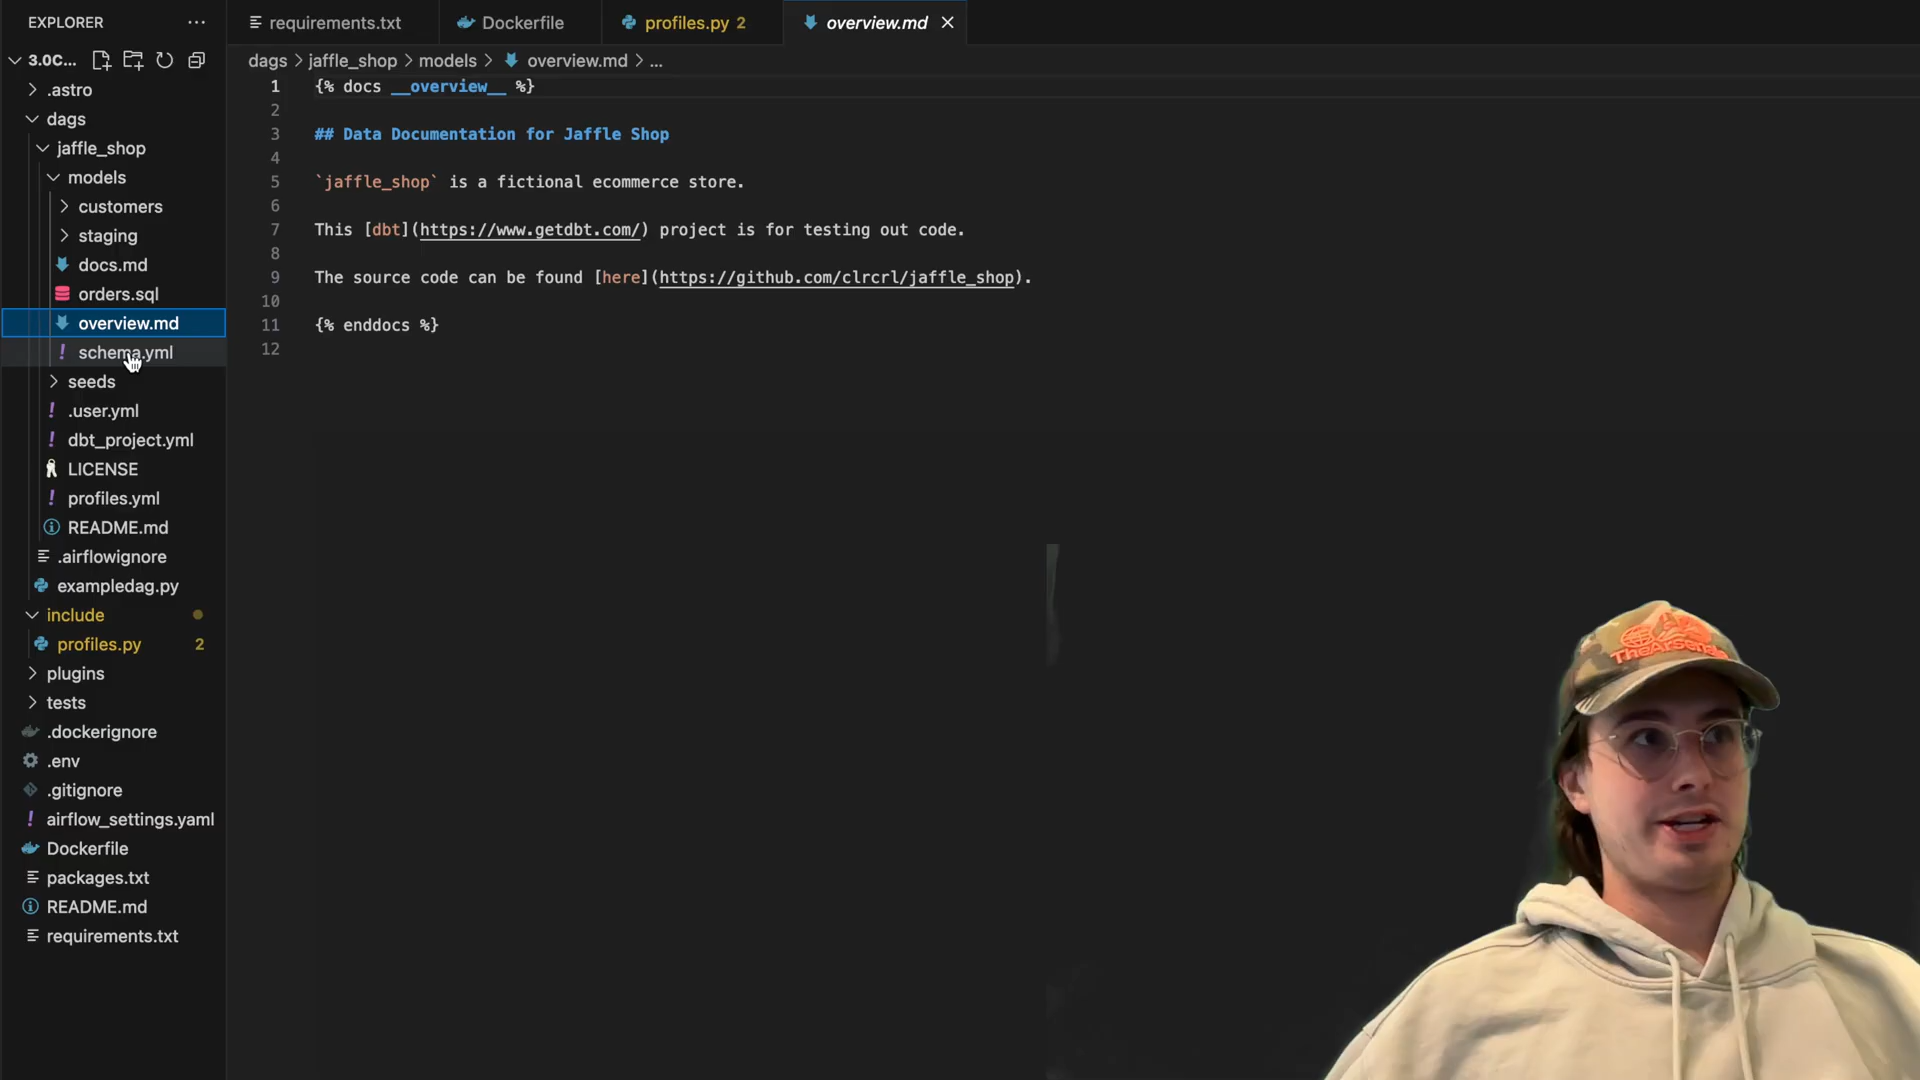 EXPLORER
requirements.txt
Dockerfile
profiles.py 2
overview.md
3.0C...
dags > jaffle_shop > models > overview.md > ...
.astro
dags
jaffle_shop
models
customers
staging
docs.md
orders.sql
overview.md
schema.yml
seeds
.user.yml
dbt_project.yml
LICENSE
profiles.yml
README.md
.airflowignore
exampledag.py
include
profiles.py 2
plugins
tests
.dockerignore
.env
.gitignore
airflow_settings.yaml
Dockerfile
packages.txt
README.md
requirements.txt
1 {% docs __overview__ %}
2
3 ## Data Documentation for Jaffle Shop
4
5 `jaffle_shop` is a fictional ecommerce store.
6
7 This [dbt](https://www.getdbt.com/) project is for testing out code.
8
9 The source code can be found [here](https://github.com/clrcrl/jaffle_shop).
10
11 {% enddocs %}
12